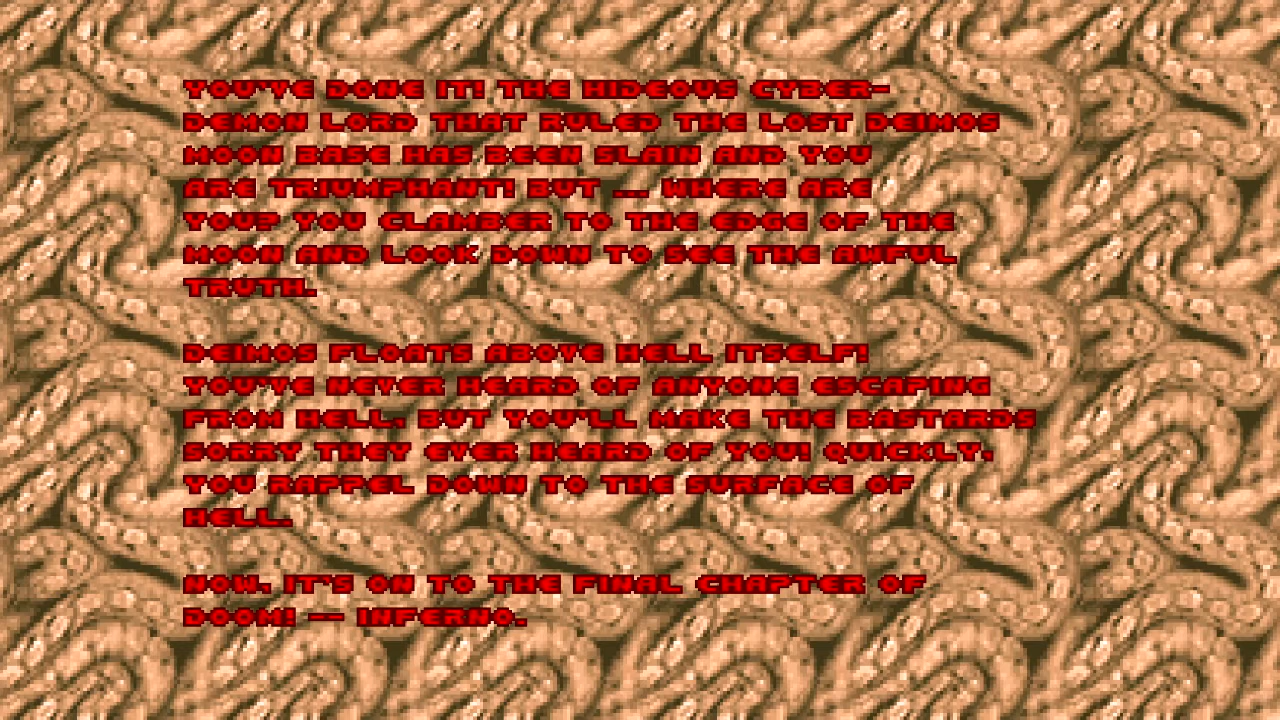 YOU'VE DONE IT! THE HIDEOUS CYBER-
DEMON LORD THAT RULED THE LOST DEIMOS
MOON BASE HAS BEEN SLAIN AND YOU
ARE TRIUMPHANT! BUT ... WHERE ARE
YOU? YOU CLAMBER TO THE EDGE OF THE
MOON AND LOOK DOWN TO SEE THE AWFUL
TRUTH.
DEIMOS FLOATS ABOVE HELL ITSELF!
YOU'VE NEVER HEARD OF ANYONE ESCAPING
FROM HELL, BUT YOU'LL MAKE THE BASTARDS
SORRY THEY EVER HEARD OF YOU! QUICKLY,
YOU RAPPEL DOWN TO THE SURFACE OF
HELL.
NOW, IT'S ON TO THE FINAL CHAPTER OF
DOOM! -- INFERNO.